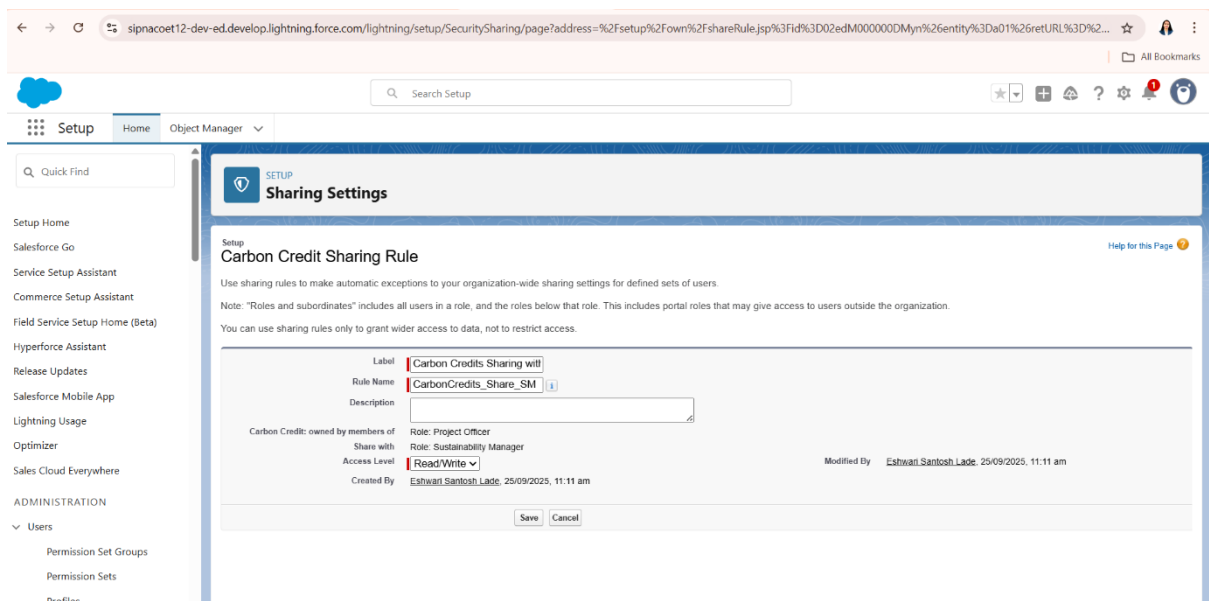 sipnacoet12-dev-ed.develop.lightning.force.com/lightning/setup/SecuritySharing/page?address=%2Fsetup%2Fown%2FshareRule.jsp%3Fid%3D02edM000000DMyn%26entity%3Da01%26retURL%3D%2...
All Bookmarks
Search Setup
1
Setup Home Object Manager
Quick Find
Setup Home
Salesforce Go
Service Setup Assistant
Commerce Setup Assistant
Field Service Setup Home (Beta)
Hyperforce Assistant
Release Updates
Salesforce Mobile App
Lightning Usage
Optimizer
Sales Cloud Everywhere
ADMINISTRATION
Users
Permission Set Groups
Permission Sets
Profiles
SETUP
Sharing Settings
Setup
Carbon Credit Sharing Rule
Help for this Page ?
Use sharing rules to make automatic exceptions to your organization-wide sharing settings for defined sets of users.
Note: "Roles and subordinates" includes all users in a role, and the roles below that role. This includes portal roles that may give access to users outside the organization.
You can use sharing rules only to grant wider access to data, not to restrict access.
Label Carbon Credits Sharing with
Rule Name CarbonCredits_Share_SM i
Description
Carbon Credit: owned by members of Role: Project Officer
Share with Role: Sustainability Manager
Access Level Read/Write Modified By Eshwari Santosh Lade, 25/09/2025, 11:11 am
Created By Eshwari Santosh Lade, 25/09/2025, 11:11 am
Save Cancel